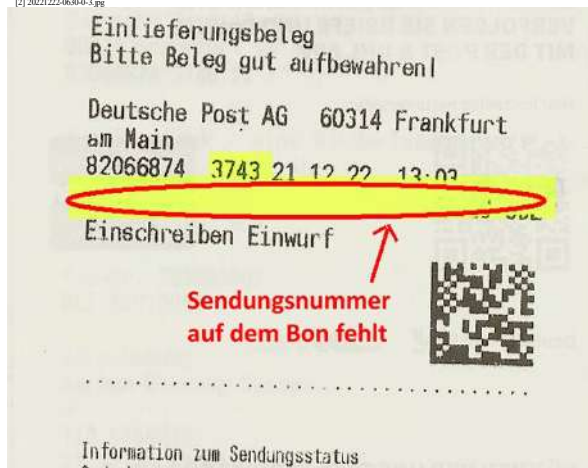 [2] 20221222-0630-0-3.jpg
Einlieferungsbeleg
Bitte Beleg gut aufbewahren!
Deutsche Post AG 60314 Frankfurt
am Main
82066874 3743 21 12 22 13:03
Einschreiben Einwurf
Sendungsnummer
auf dem Bon fehlt
Information zum Sendungsstatus